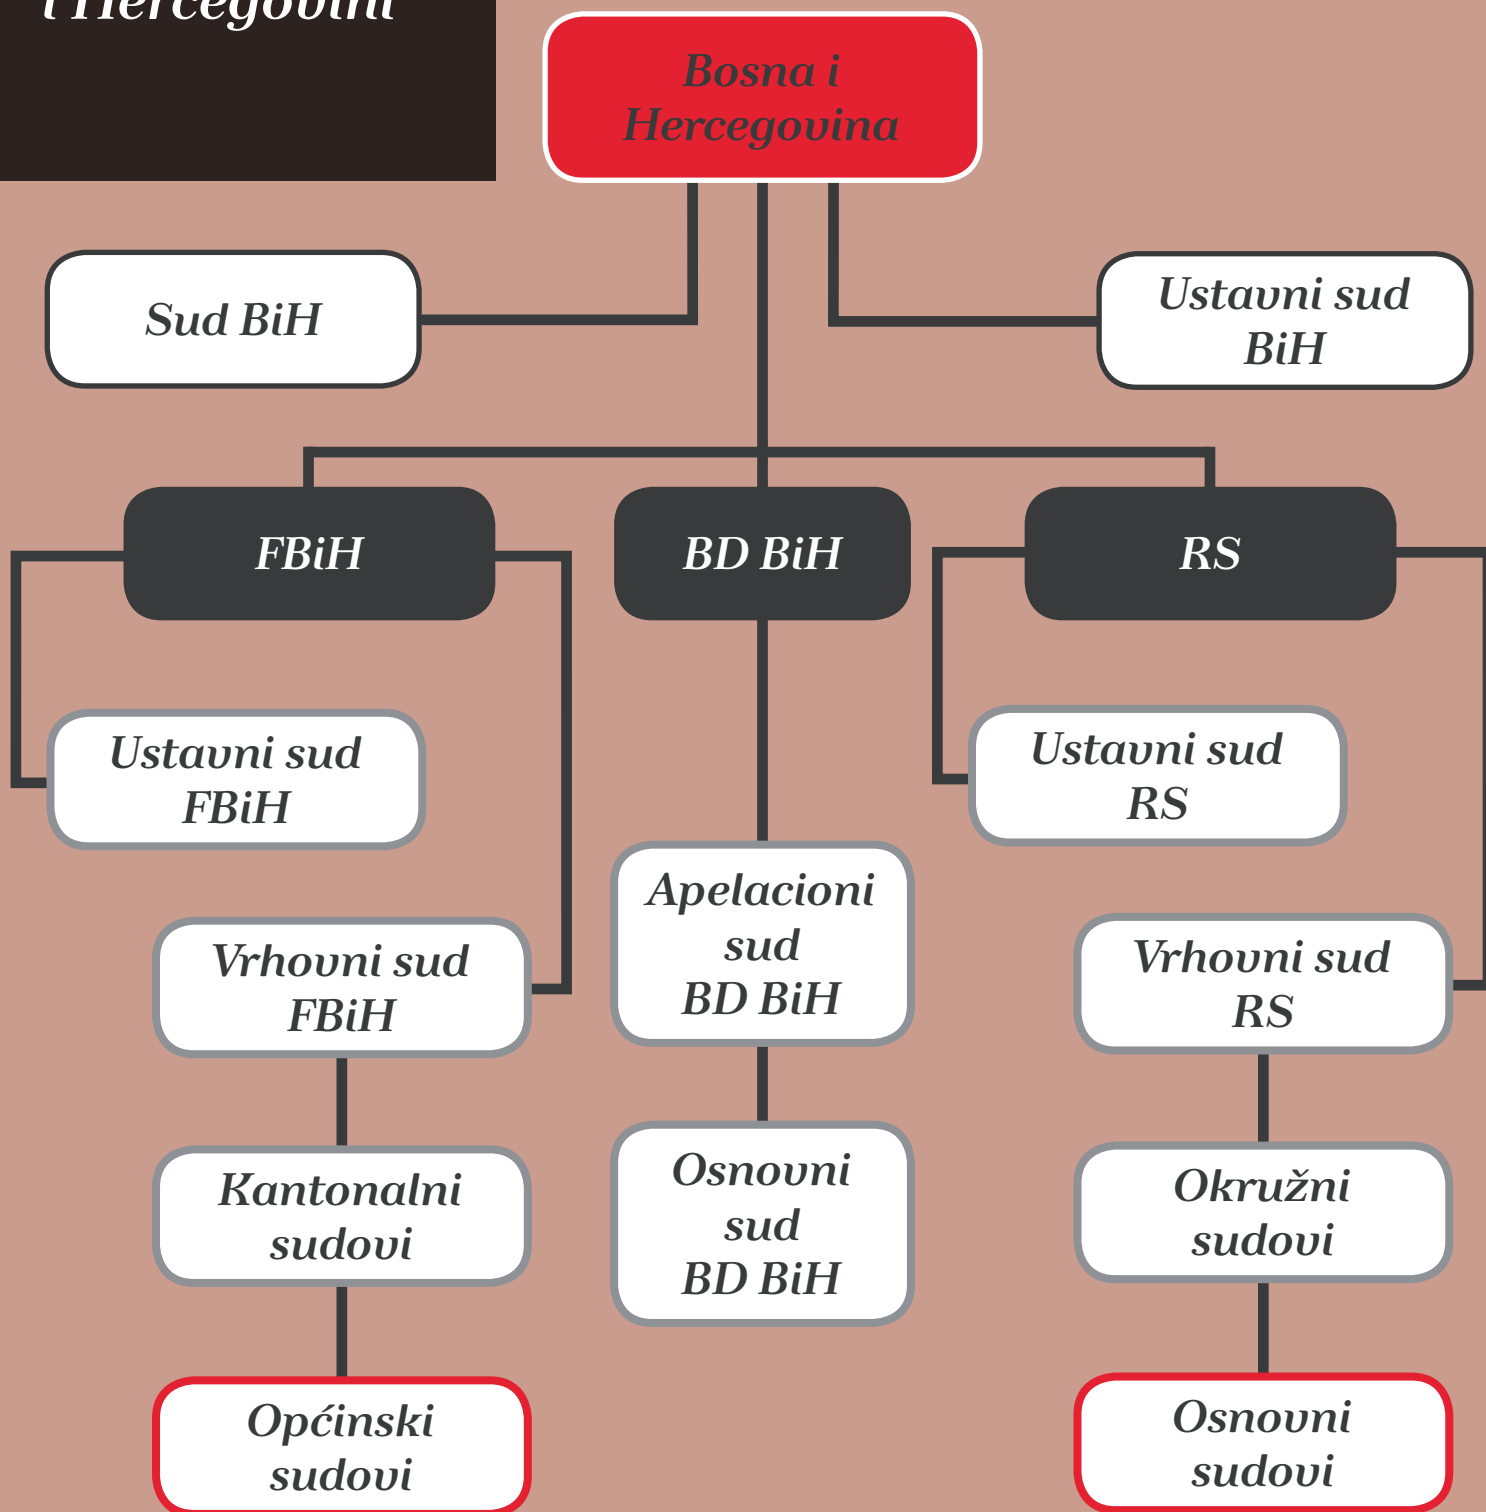 i Hercegovini
Bosna i
Hercegovina
Sud BiH
Ustavni sud
BiH
FBiH
BD BiH
RS
Ustavni sud
FBiH
Ustavni sud
RS
Apelacioni
sud
BD BiH
Vrhovni sud
FBiH
Vrhovni sud
RS
Kantonalni
sudovi
Osnovni
sud
BD BiH
Okružni
sudovi
Općinski
sudovi
Osnovni
sudovi